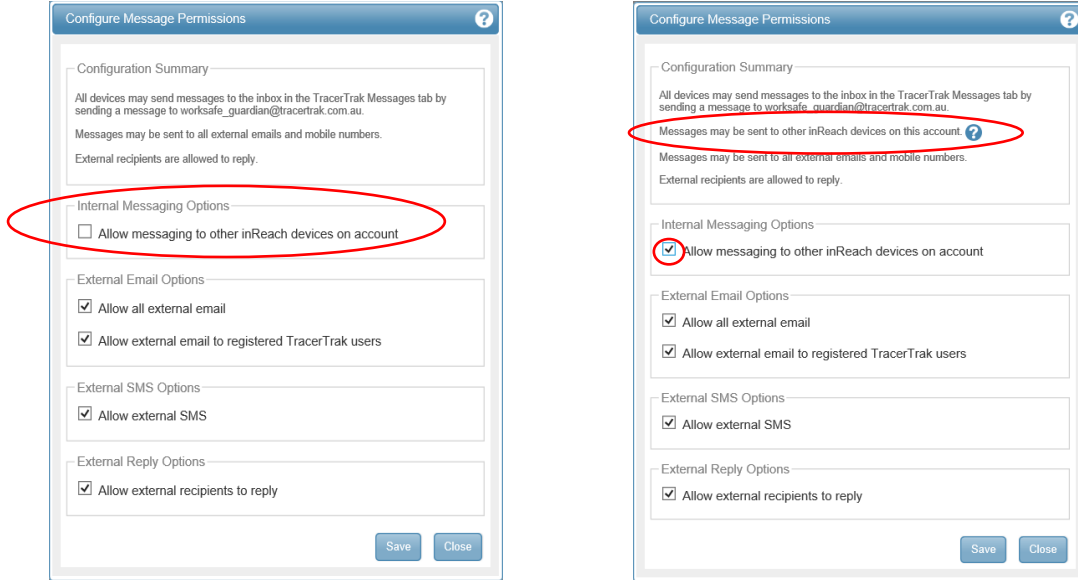 Configure Message Permissions
?
Configuration Summary
All devices may send messages to the inbox in the TracerTrak Messages tab by
sending a message to worksafe_guardian@tracertrak.com.au.
Messages may be sent to all external emails and mobile numbers.
External recipients are allowed to reply.
Internal Messaging Options
Allow messaging to other inReach devices on account
External Email Options
Allow all external email
Allow external email to registered TracerTrak users
External SMS Options
Allow external SMS
External Reply Options
Allow external recipients to reply
Save Close
Configure Message Permissions
?
Configuration Summary
All devices may send messages to the inbox in the TracerTrak Messages tab by
sending a message to worksafe_guardian@tracertrak.com.au.
Messages may be sent to other inReach devices on this account. ?
Messages may be sent to all external emails and mobile numbers.
External recipients are allowed to reply.
Internal Messaging Options
Allow messaging to other inReach devices on account
External Email Options
Allow all external email
Allow external email to registered TracerTrak users
External SMS Options
Allow external SMS
External Reply Options
Allow external recipients to reply
Save Close